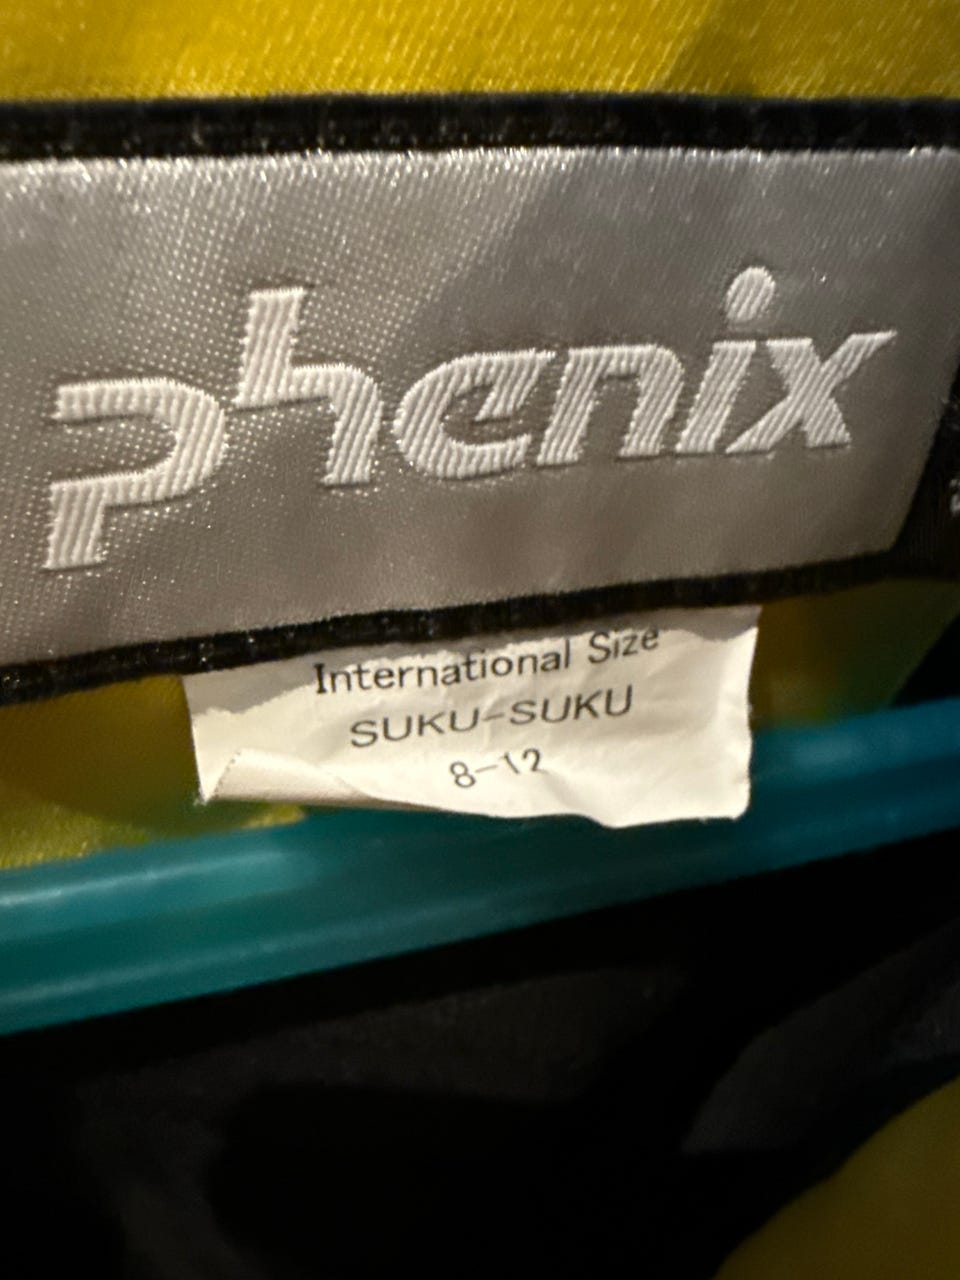 phenix
International Size
SUKU-SUKU
8-12